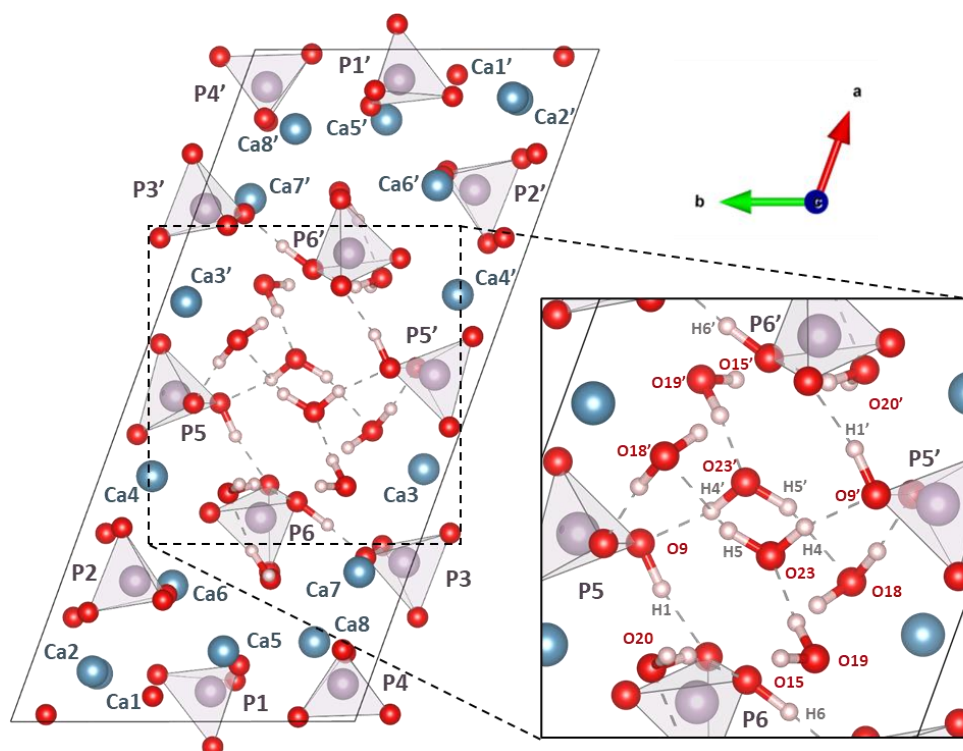 P4’
P1’
Ca1’
Ca2’
Ca8’
Ca5’
a
b
c
P3’
Ca7’
Ca6’
P2’
P6’
Ca3’
Ca4’
P5’
P5
Ca4
Ca3
P6
P2
Ca6
Ca7
P3
Ca2
Ca5
Ca8
Ca1
P1
P4
H6’
P6’
O15’
O19’
O20’
H1’
O18’
O23’
P5’
H4’
H5’
O9’
O9
H5
H4
P5
O23
O18
H1
O20
O19
O15
P6
H6